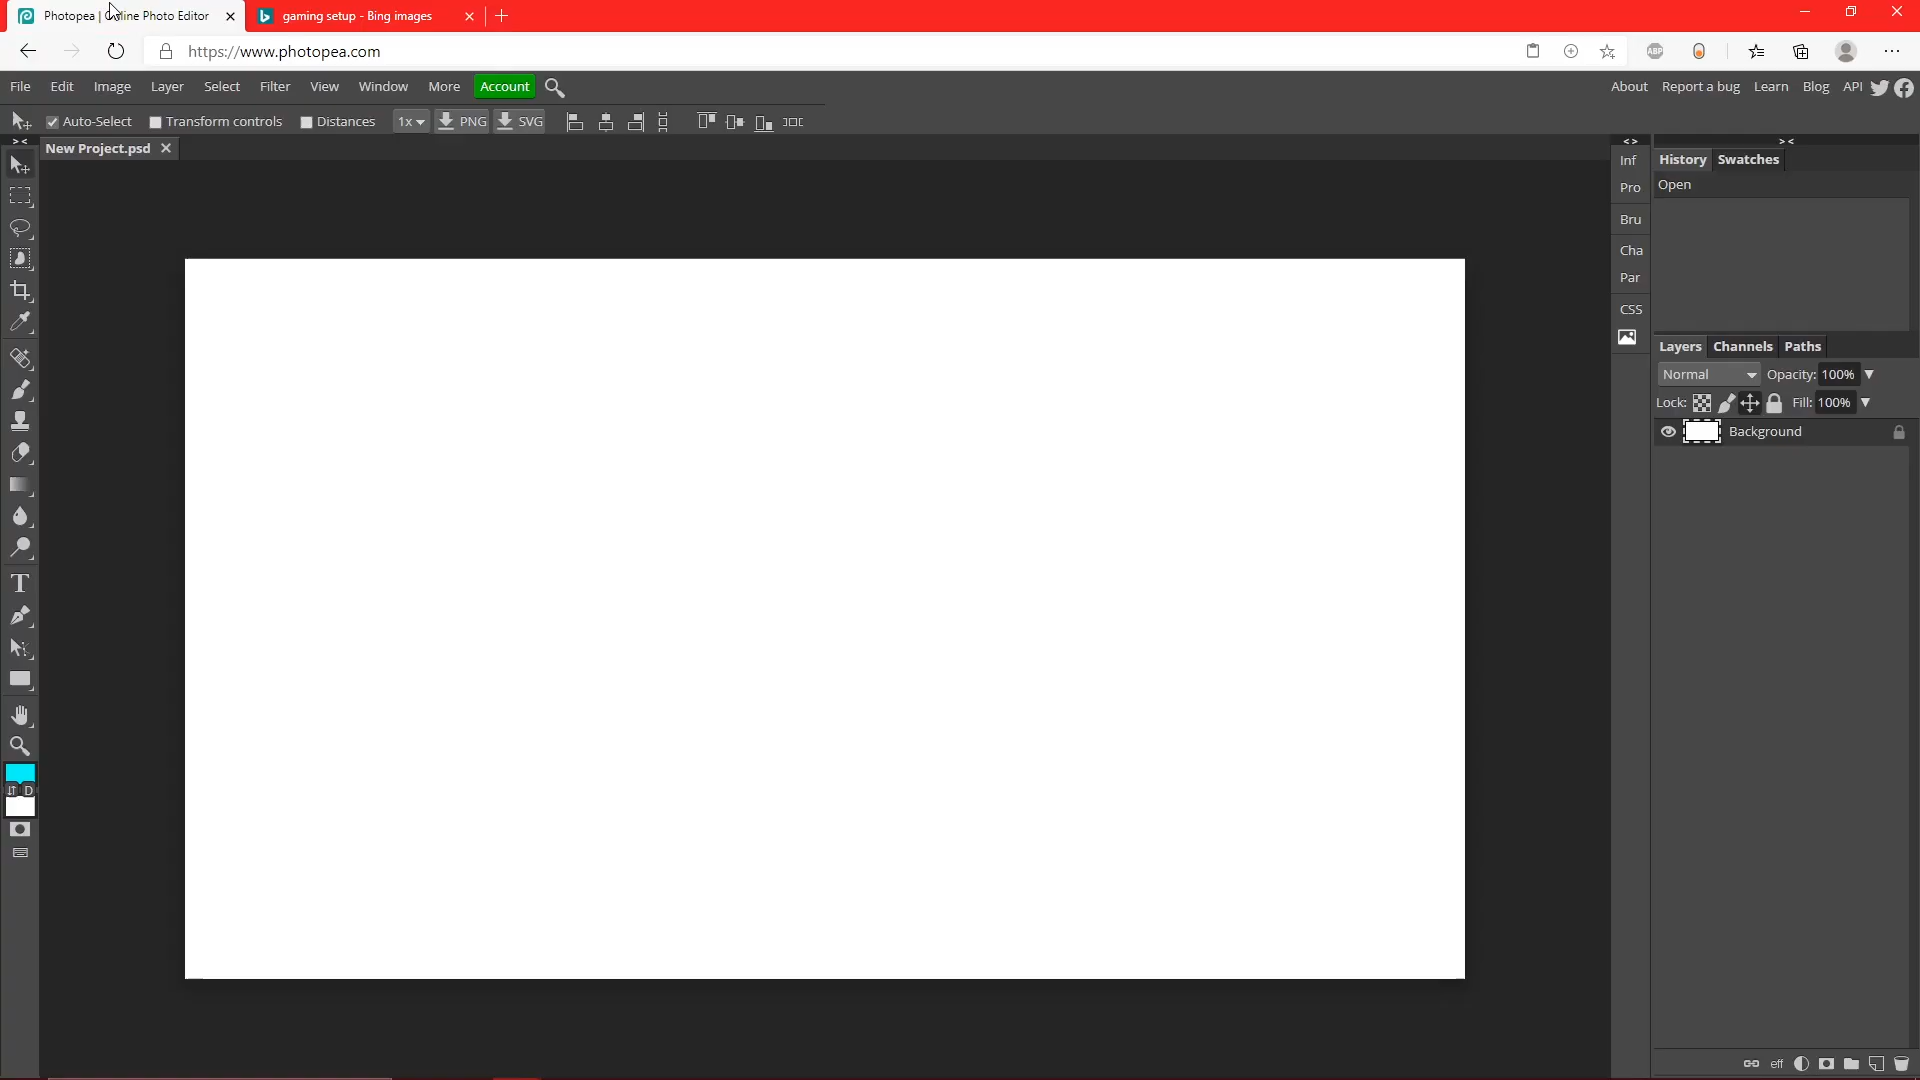 Photopea | Online Photo Editor
gaming setup - Bing images
https://www.photopea.com
ABP
File Edit Image Layer Select Filter View Window More Account
About Report a bug Learn Blog API
Auto-Select Transform controls Distances 1x PNG SVG
New Project.psd
Inf
Pro
Bru
Cha
Par
CSS
History Swatches
Open
Layers Channels Paths
Normal Opacity: 100%
Lock: Fill: 100%
Background
T
D
eff